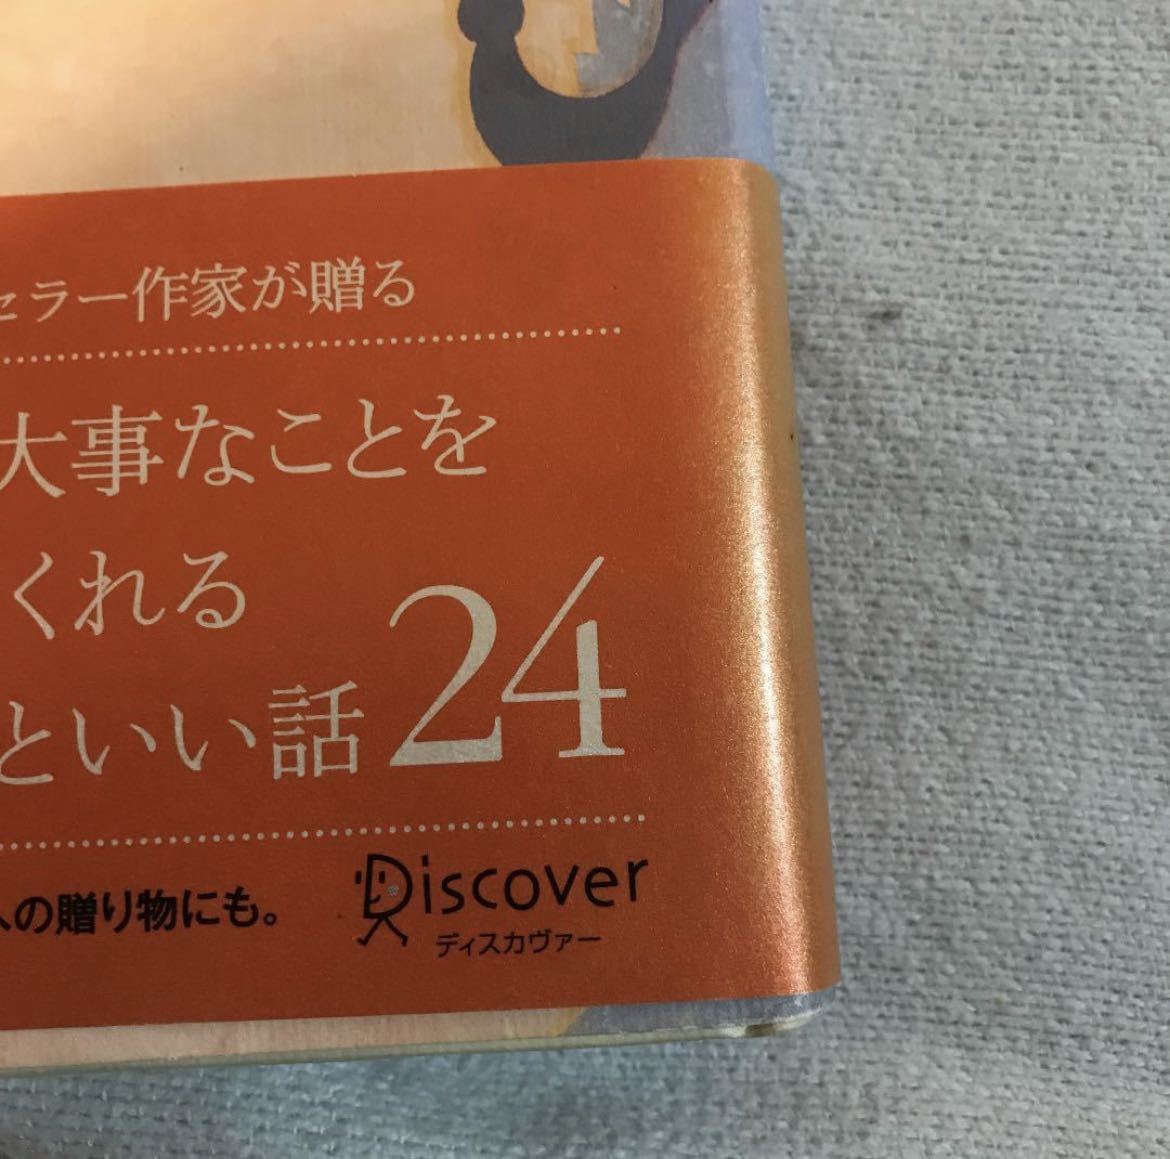 セラー作家が贈る
大事なことを
くれる
といい話24
の贈り物にも。
Discover
ディスカヴァー